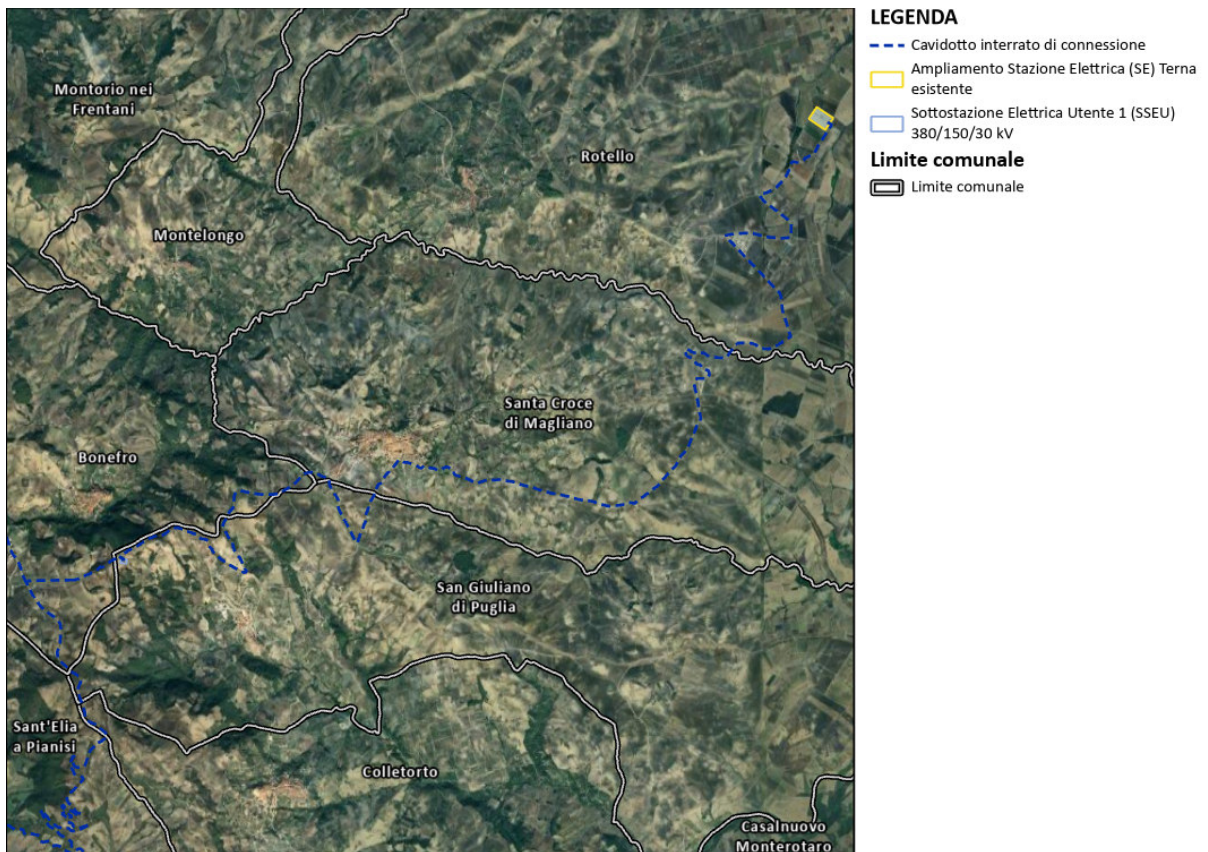 LEGENDA
Cavidotto interrato di connessione
Ampliamento Stazione Elettrica (SE) Terna
esistente
Sottostazione Elettrica Utente 1 (SSEU)
380/150/30 kV
Limite comunale
Limite comunale
Montorio nei
Frentani
Rotello
Montelongo
Santa Croce
di Magliano
Bonefro
San Giuliano
di Puglia
Sant'Elia
a Pianisi
Colletorto
Casalnuovo
Monterotaro